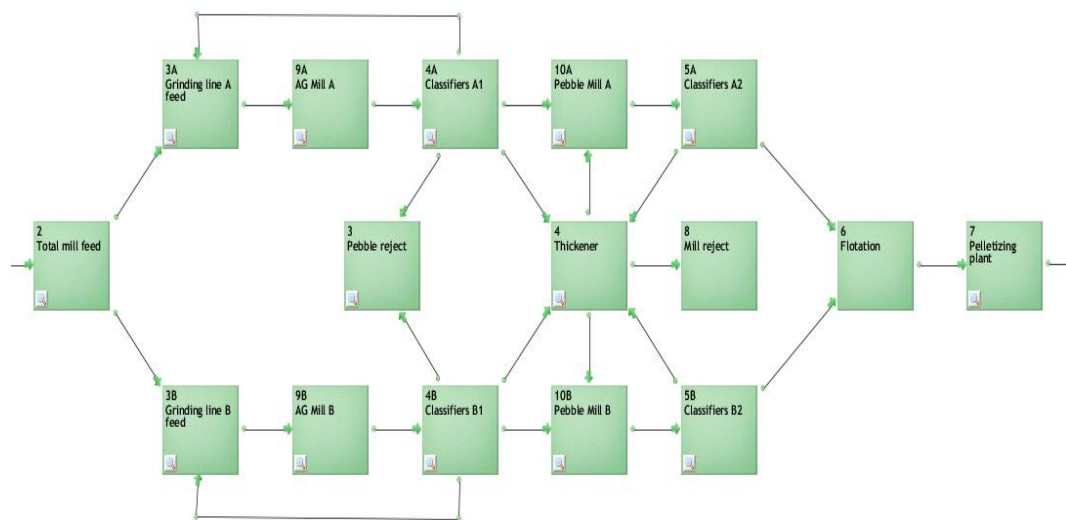 3A
Grinding line A
feed
9A
AG Mill A
4A
Classifiers A1
10A
Pebble Mill A
5A
Classifiers A2
2
Total mill feed
3
Pebble reject
4
Thickener
8
Mill reject
6
Flotation
7
Pelletizing
plant
3B
Grinding line B
feed
9B
AG Mill B
4B
Classifiers B1
10B
Pebble Mill B
5B
Classifiers B2